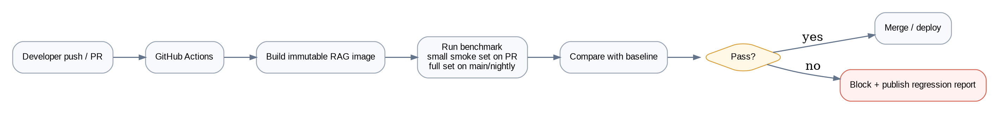 Developer push / PR
GitHub Actions
Build immutable RAG image
Run benchmark
small smoke set on PR
full set on main/nightly
Compare with baseline
Pass?
yes
Merge / deploy
no
Block + publish regression report